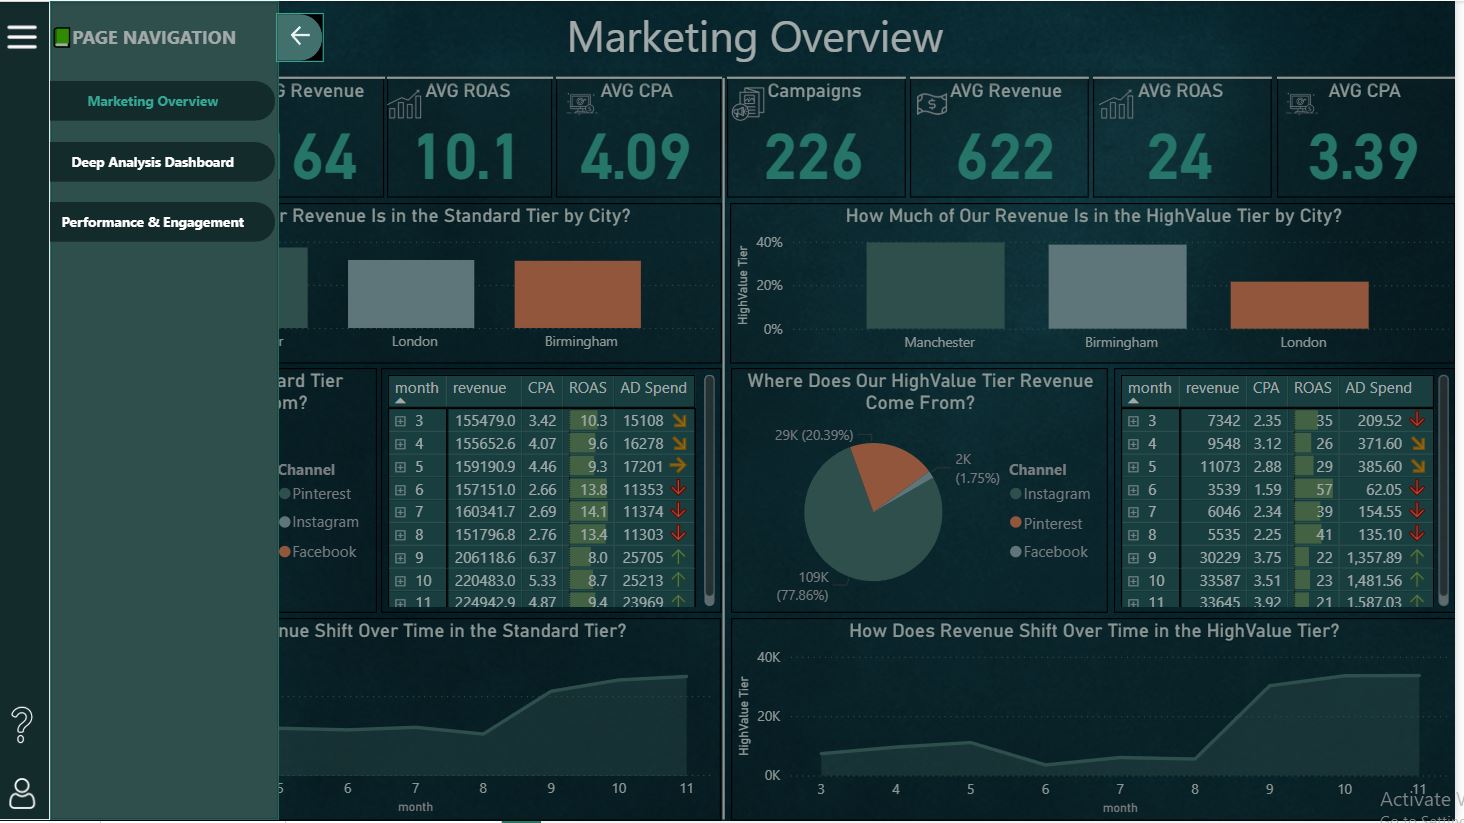 PAGE NAVIGATION
Marketing Overview
Deep Analysis Dashboard
Performance & Engagement
Marketing Overview
Revenue
64
AVG ROAS
10.1
AVG CPA
4.09
Campaigns
226
AVG Revenue
622
AVG ROAS
24
AVG CPA
3.39
r Revenue Is in the Standard Tier by City?
London
Birmingham
How Much of Our Revenue Is in the HighValue Tier by City?
HighValue Tier
40%
20%
0%
Manchester
Birmingham
London
ard Tier
om?
Channel
Pinterest
Instagram
Facebook
month revenue CPA ROAS AD Spend
3 155479.0 3.42 10.3 15108
4 155652.6 4.07 9.6 16278
5 159190.9 4.46 9.3 17201
6 157151.0 2.66 13.8 11353
7 160341.7 2.69 14.1 11374
8 151796.8 2.76 13.4 11303
9 206118.6 6.37 8.0 25705
10 220483.0 5.33 8.7 25213
11 224942.9 4.87 9.4 23969
Where Does Our HighValue Tier Revenue
Come From?
29K (20.39%)
2K
(1.75%)
109K
(77.86%)
Channel
Instagram
Pinterest
Facebook
month revenue CPA ROAS AD Spend
3 7342 2.35 35 209.52
4 9548 3.12 26 371.60
5 11073 2.88 29 385.60
6 3539 1.59 57 62.05
7 6046 2.34 39 154.55
8 5535 2.25 41 135.10
9 30229 3.75 22 1,357.89
10 33587 3.51 23 1,481.56
11 33645 3.92 21 1,587.03
nue Shift Over Time in the Standard Tier?
5 6 7 8 9 10 11
month
How Does Revenue Shift Over Time in the HighValue Tier?
HighValue Tier
40K
20K
0K
3 4 5 6 7 8 9 10 11
month
Activate